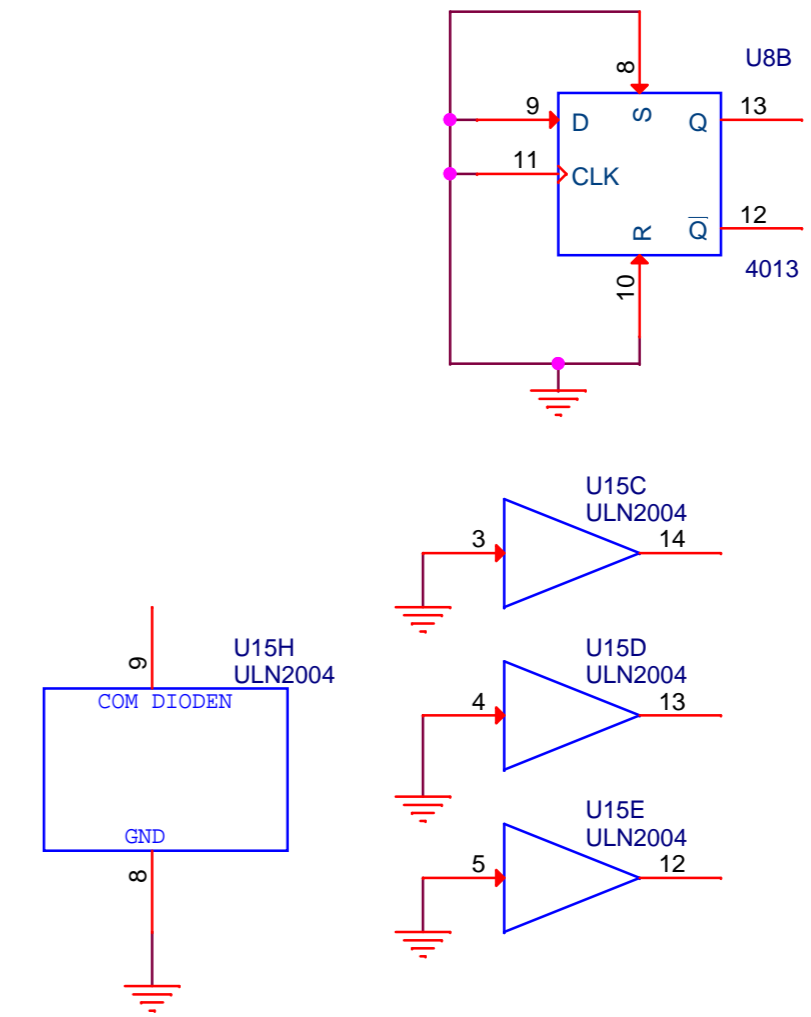 8
U8B
9
D
S
Q
13
11
CLK
R
Q
12
10
4013
U15C
ULN2004
3
14
9
U15H
ULN2004
COM DIODEN
GND
8
U15D
ULN2004
4
13
U15E
ULN2004
5
12